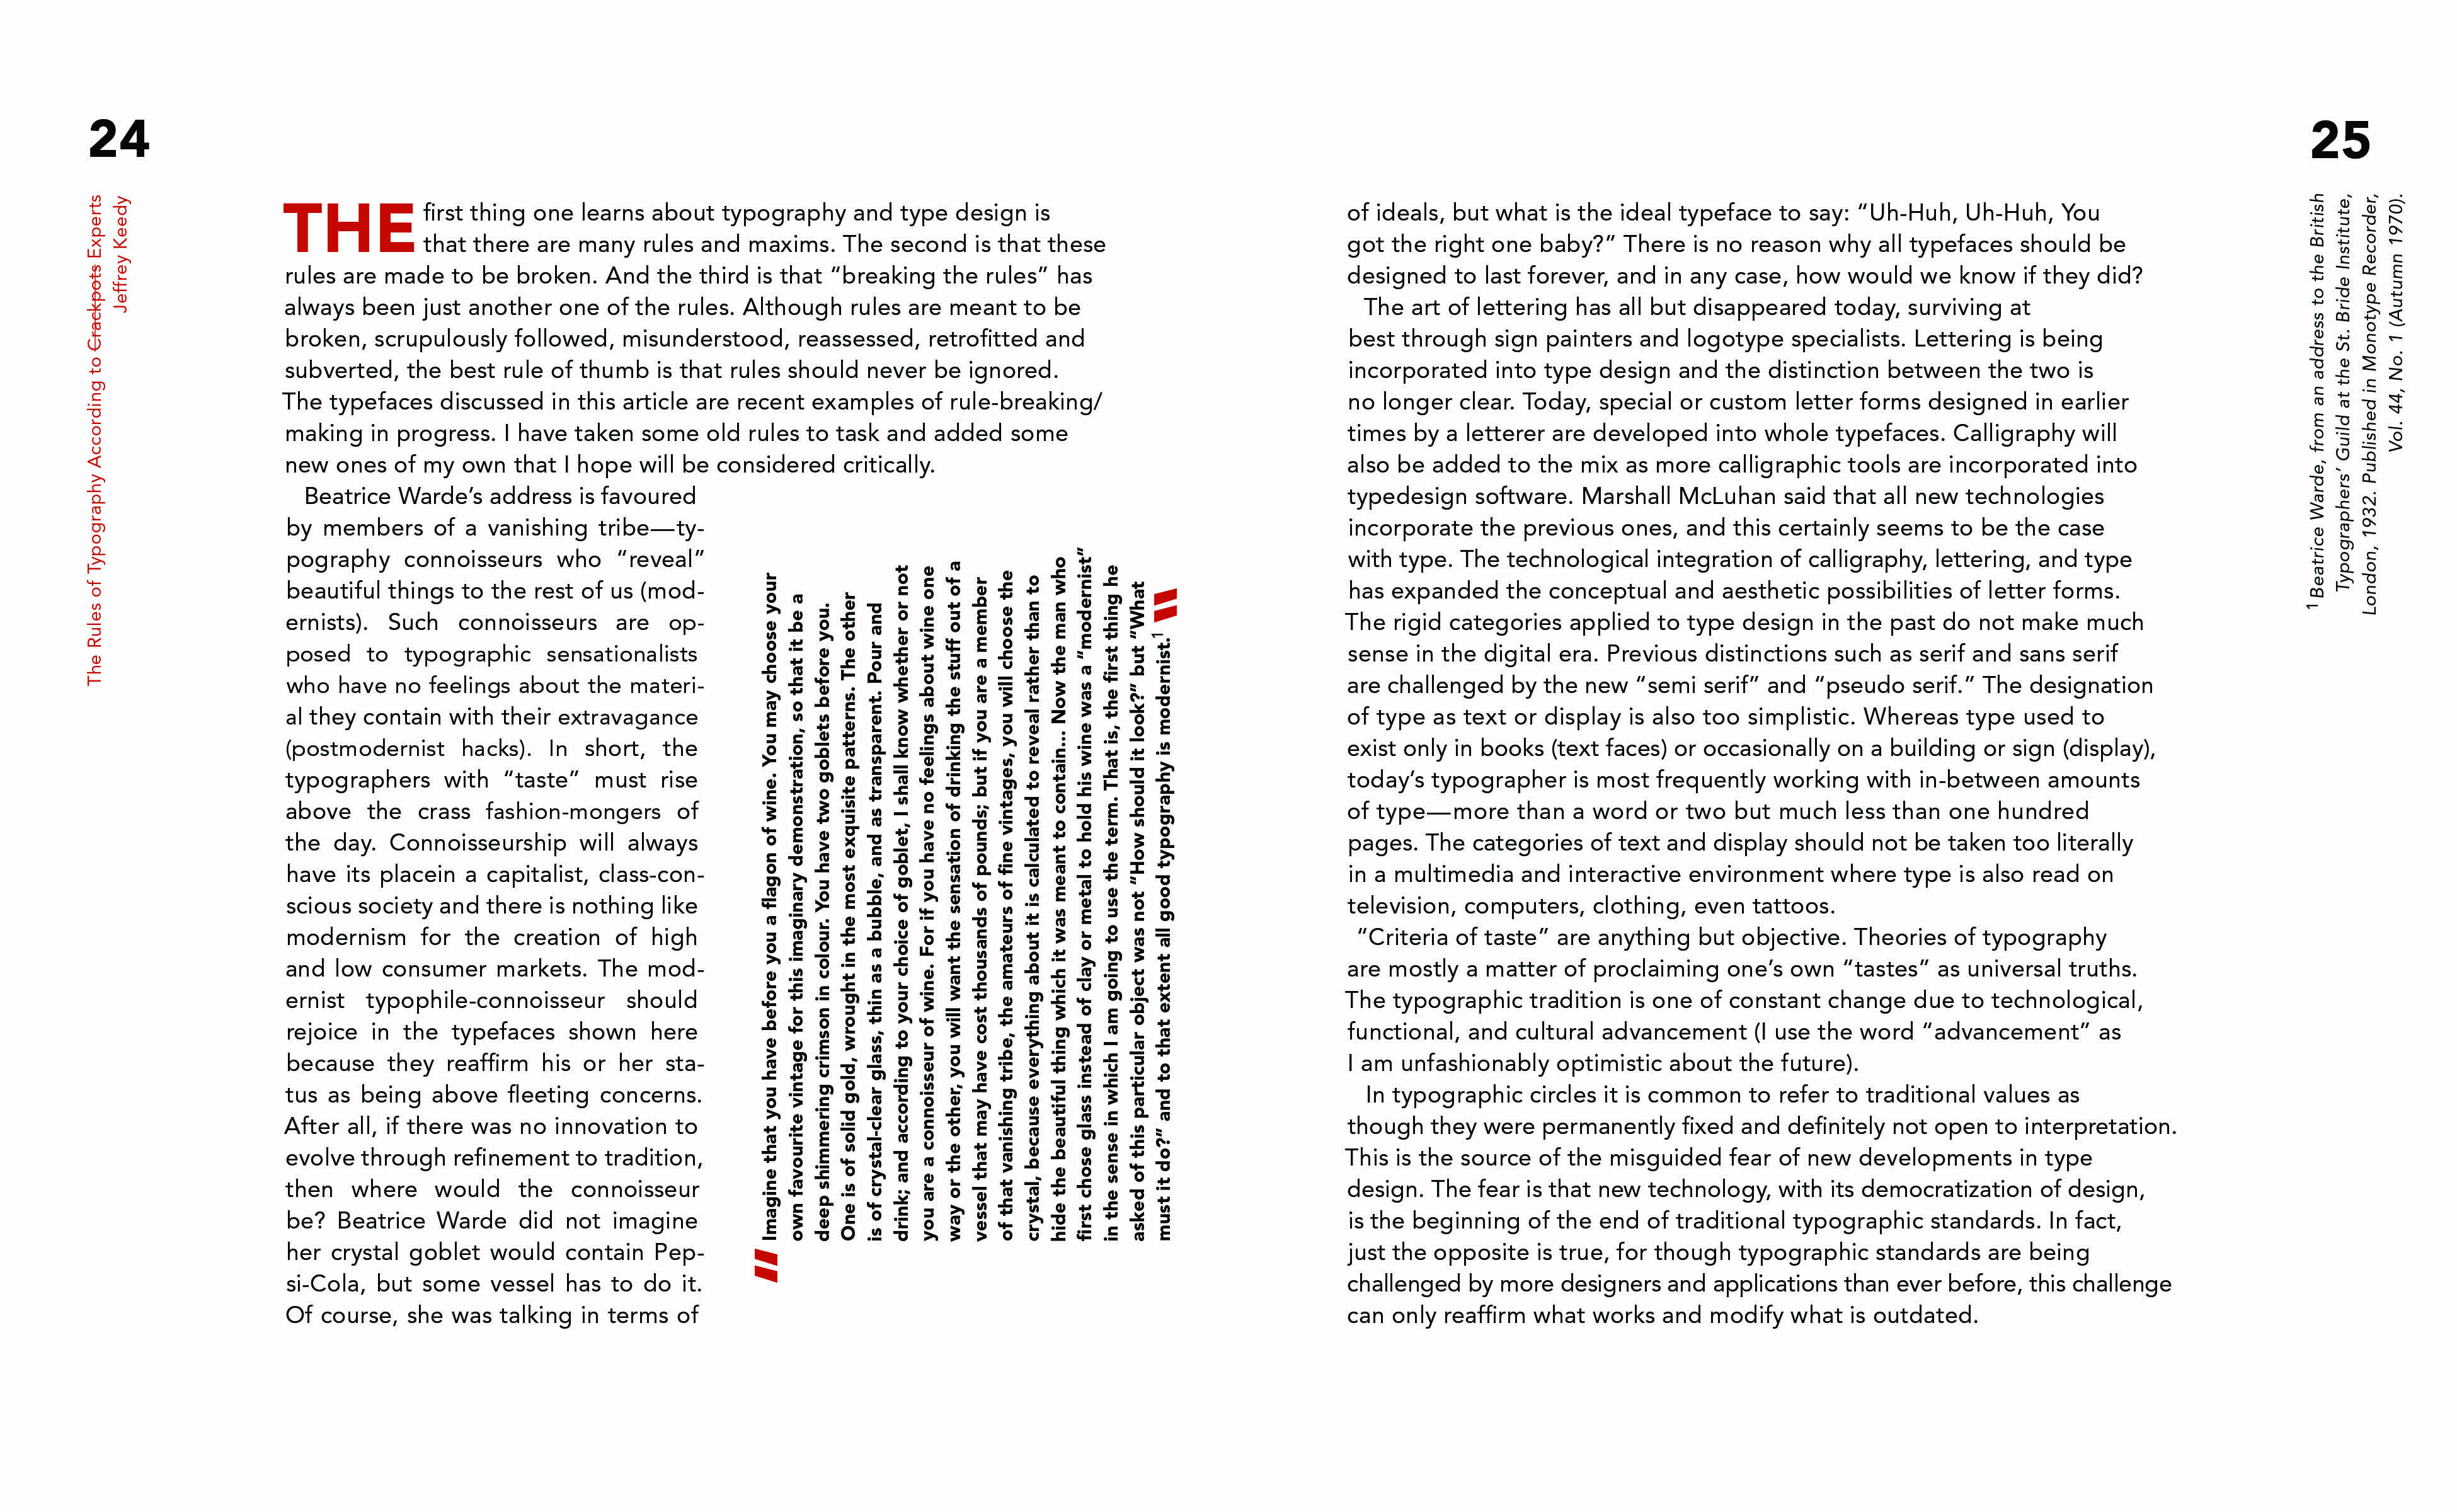 24
The Rules of Typography According to Crackpots Experts
Jeffrey Keedy
THE first thing one learns about typography and type design is
that there are many rules and maxims. The second is that these
rules are made to be broken. And the third is that “breaking the rules” has
always been just another one of the rules. Although rules are meant to be
broken, scrupulously followed, misunderstood, reassessed, retrofitted and
subverted, the best rule of thumb is that rules should never be ignored.
The typefaces discussed in this article are recent examples of rule-breaking/
making in progress. I have taken some old rules to task and added some
new ones of my own that I hope will be considered critically.
Beatrice Warde’s address is favoured
by members of a vanishing tribe—ty-
pography connoisseurs who “reveal”
beautiful things to the rest of us (mod-
ernists). Such connoisseurs are op-
posed to typographic sensationalists
who have no feelings about the materi-
al they contain with their extravagance
(postmodernist hacks). In short, the
typographers with “taste” must rise
above the crass fashion-mongers of
the day. Connoisseurship will always
have its placein a capitalist, class-con-
scious society and there is nothing like
modernism for the creation of high
and low consumer markets. The mod-
ernist typophile-connoisseur should
rejoice in the typefaces shown here
because they reaffirm his or her sta-
tus as being above fleeting concerns.
After all, if there was no innovation to
evolve through refinement to tradition,
then where would the connoisseur
be? Beatrice Warde did not imagine
her crystal goblet would contain Pep-
si-Cola, but some vessel has to do it.
Of course, she was talking in terms of
"Imagine that you have before you a flagon of wine. You may choose your
own favourite vintage for this imaginary demonstration, so that it be a
deep shimmering crimson in colour. You have two goblets before you.
One is of solid gold, wrought in the most exquisite patterns. The other
is of crystal-clear glass, thin as a bubble, and as transparent. Pour and
drink; and according to your choice of goblet, I shall know whether or not
you are a connoisseur of wine. For if you have no feelings about wine one
way or the other, you will want the sensation of drinking the stuff out of a
vessel that may have cost thousands of pounds; but if you are a member
of that vanishing tribe, the amateurs of fine vintages, you will choose the
crystal, because everything about it is calculated to reveal rather than to
hide the beautiful thing which it was meant to contain... Now the man who
first chose glass instead of clay or metal to hold his wine was a “modernist”
in the sense in which I am going to use the term. That is, the first thing he
asked of this particular object was not “How should it look?” but “What
must it do?” and to that extent all good typography is modernist.1"
of ideals, but what is the ideal typeface to say: “Uh-Huh, Uh-Huh, You
got the right one baby?” There is no reason why all typefaces should be
designed to last forever, and in any case, how would we know if they did?
The art of lettering has all but disappeared today, surviving at
best through sign painters and logotype specialists. Lettering is being
incorporated into type design and the distinction between the two is
no longer clear. Today, special or custom letter forms designed in earlier
times by a letterer are developed into whole typefaces. Calligraphy will
also be added to the mix as more calligraphic tools are incorporated into
typedesign software. Marshall McLuhan said that all new technologies
incorporate the previous ones, and this certainly seems to be the case
with type. The technological integration of calligraphy, lettering, and type
has expanded the conceptual and aesthetic possibilities of letter forms.
The rigid categories applied to type design in the past do not make much
sense in the digital era. Previous distinctions such as serif and sans serif
are challenged by the new “semi serif” and “pseudo serif.” The designation
of type as text or display is also too simplistic. Whereas type used to
exist only in books (text faces) or occasionally on a building or sign (display),
today’s typographer is most frequently working with in-between amounts
of type—more than a word or two but much less than one hundred
pages. The categories of text and display should not be taken too literally
in a multimedia and interactive environment where type is also read on
television, computers, clothing, even tattoos.
“Criteria of taste” are anything but objective. Theories of typography
are mostly a matter of proclaiming one’s own “tastes” as universal truths.
The typographic tradition is one of constant change due to technological,
functional, and cultural advancement (I use the word “advancement” as
I am unfashionably optimistic about the future).
In typographic circles it is common to refer to traditional values as
though they were permanently fixed and definitely not open to interpretation.
This is the source of the misguided fear of new developments in type
design. The fear is that new technology, with its democratization of design,
is the beginning of the end of traditional typographic standards. In fact,
just the opposite is true, for though typographic standards are being
challenged by more designers and applications than ever before, this challenge
can only reaffirm what works and modify what is outdated.
25
1 Beatrice Warde, from an address to the British
Typographers’ Guild at the St. Bride Institute,
London, 1932. Published in Monotype Recorder,
Vol. 44, No. 1 (Autumn 1970).